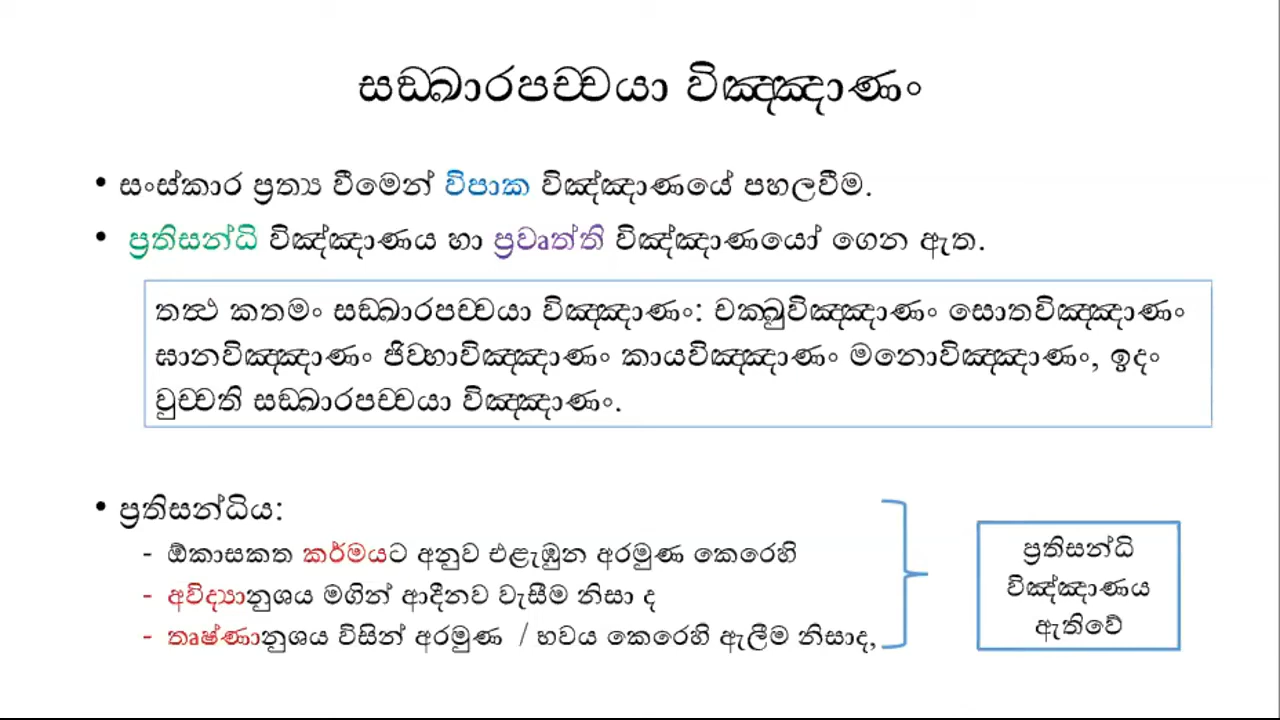 සඞ්ඛාරපච්චයා විඤ්ඤාණං
• සංස්කාර ප්‍රත්‍ය වීමෙන් විපාක විඤ්ඤාණයේ පහලවීම.
• ප්‍රතිසන්ධි විඤ්ඤාණය හා ප්‍රවෘත්ති විඤ්ඤාණයෝ ගෙන ඇත.
තත්‍ථ කතමං සඞ්ඛාරපච්චයා විඤ්ඤාණං: චක්ඛුවිඤ්ඤාණං සොතවිඤ්ඤාණං
ඝානවිඤ්ඤාණං ජිව්හාවිඤ්ඤාණං කායවිඤ්ඤාණං මනොවිඤ්ඤාණං, ඉදං
වුච්චති සඞ්ඛාරපච්චයා විඤ්ඤාණං.
• ප්‍රතිසන්ධිය:
- ඕකාසකත කර්මයට අනුව එළැඹුන අරමුණ කෙරෙහි
- අවිද්‍යානුශය මගින් ආදීනව වැසීම නිසා ද
- තෘෂ්ණානුශය විසින් අරමුණ / භවය කෙරෙහි ඇලීම නිසාද,
ප්‍රතිසන්ධි
විඤ්ඤාණය
ඇතිවේ